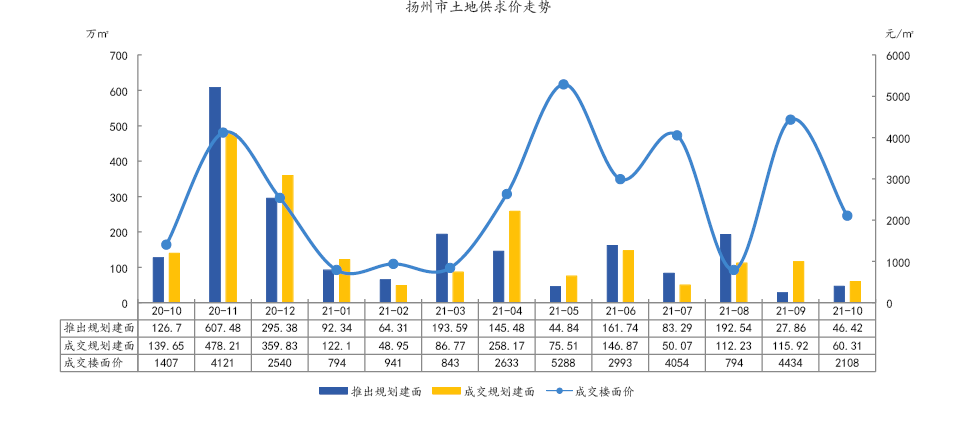 扬州市土地供求价走势
万㎡ 元/㎡
700 6000
600 5000
500 4000
400
300 3000
200 2000
100 1000
0 0
20-10 20-11 20-12 21-01 21-02 21-03 21-04 21-05 21-06 21-07 21-08 21-09 21-10
推出规划建面 126.7 607.48 295.38 92.34 64.31 193.59 145.48 44.84 161.74 83.29 192.54 27.86 46.42
成交规划建面 139.65 478.21 359.83 122.1 48.95 86.77 258.17 75.51 146.87 50.07 112.23 115.92 60.31
成交楼面价 1407 4121 2540 794 941 843 2633 5288 2993 4054 794 4434 2108
推出规划建面 成交规划建面 成交楼面价